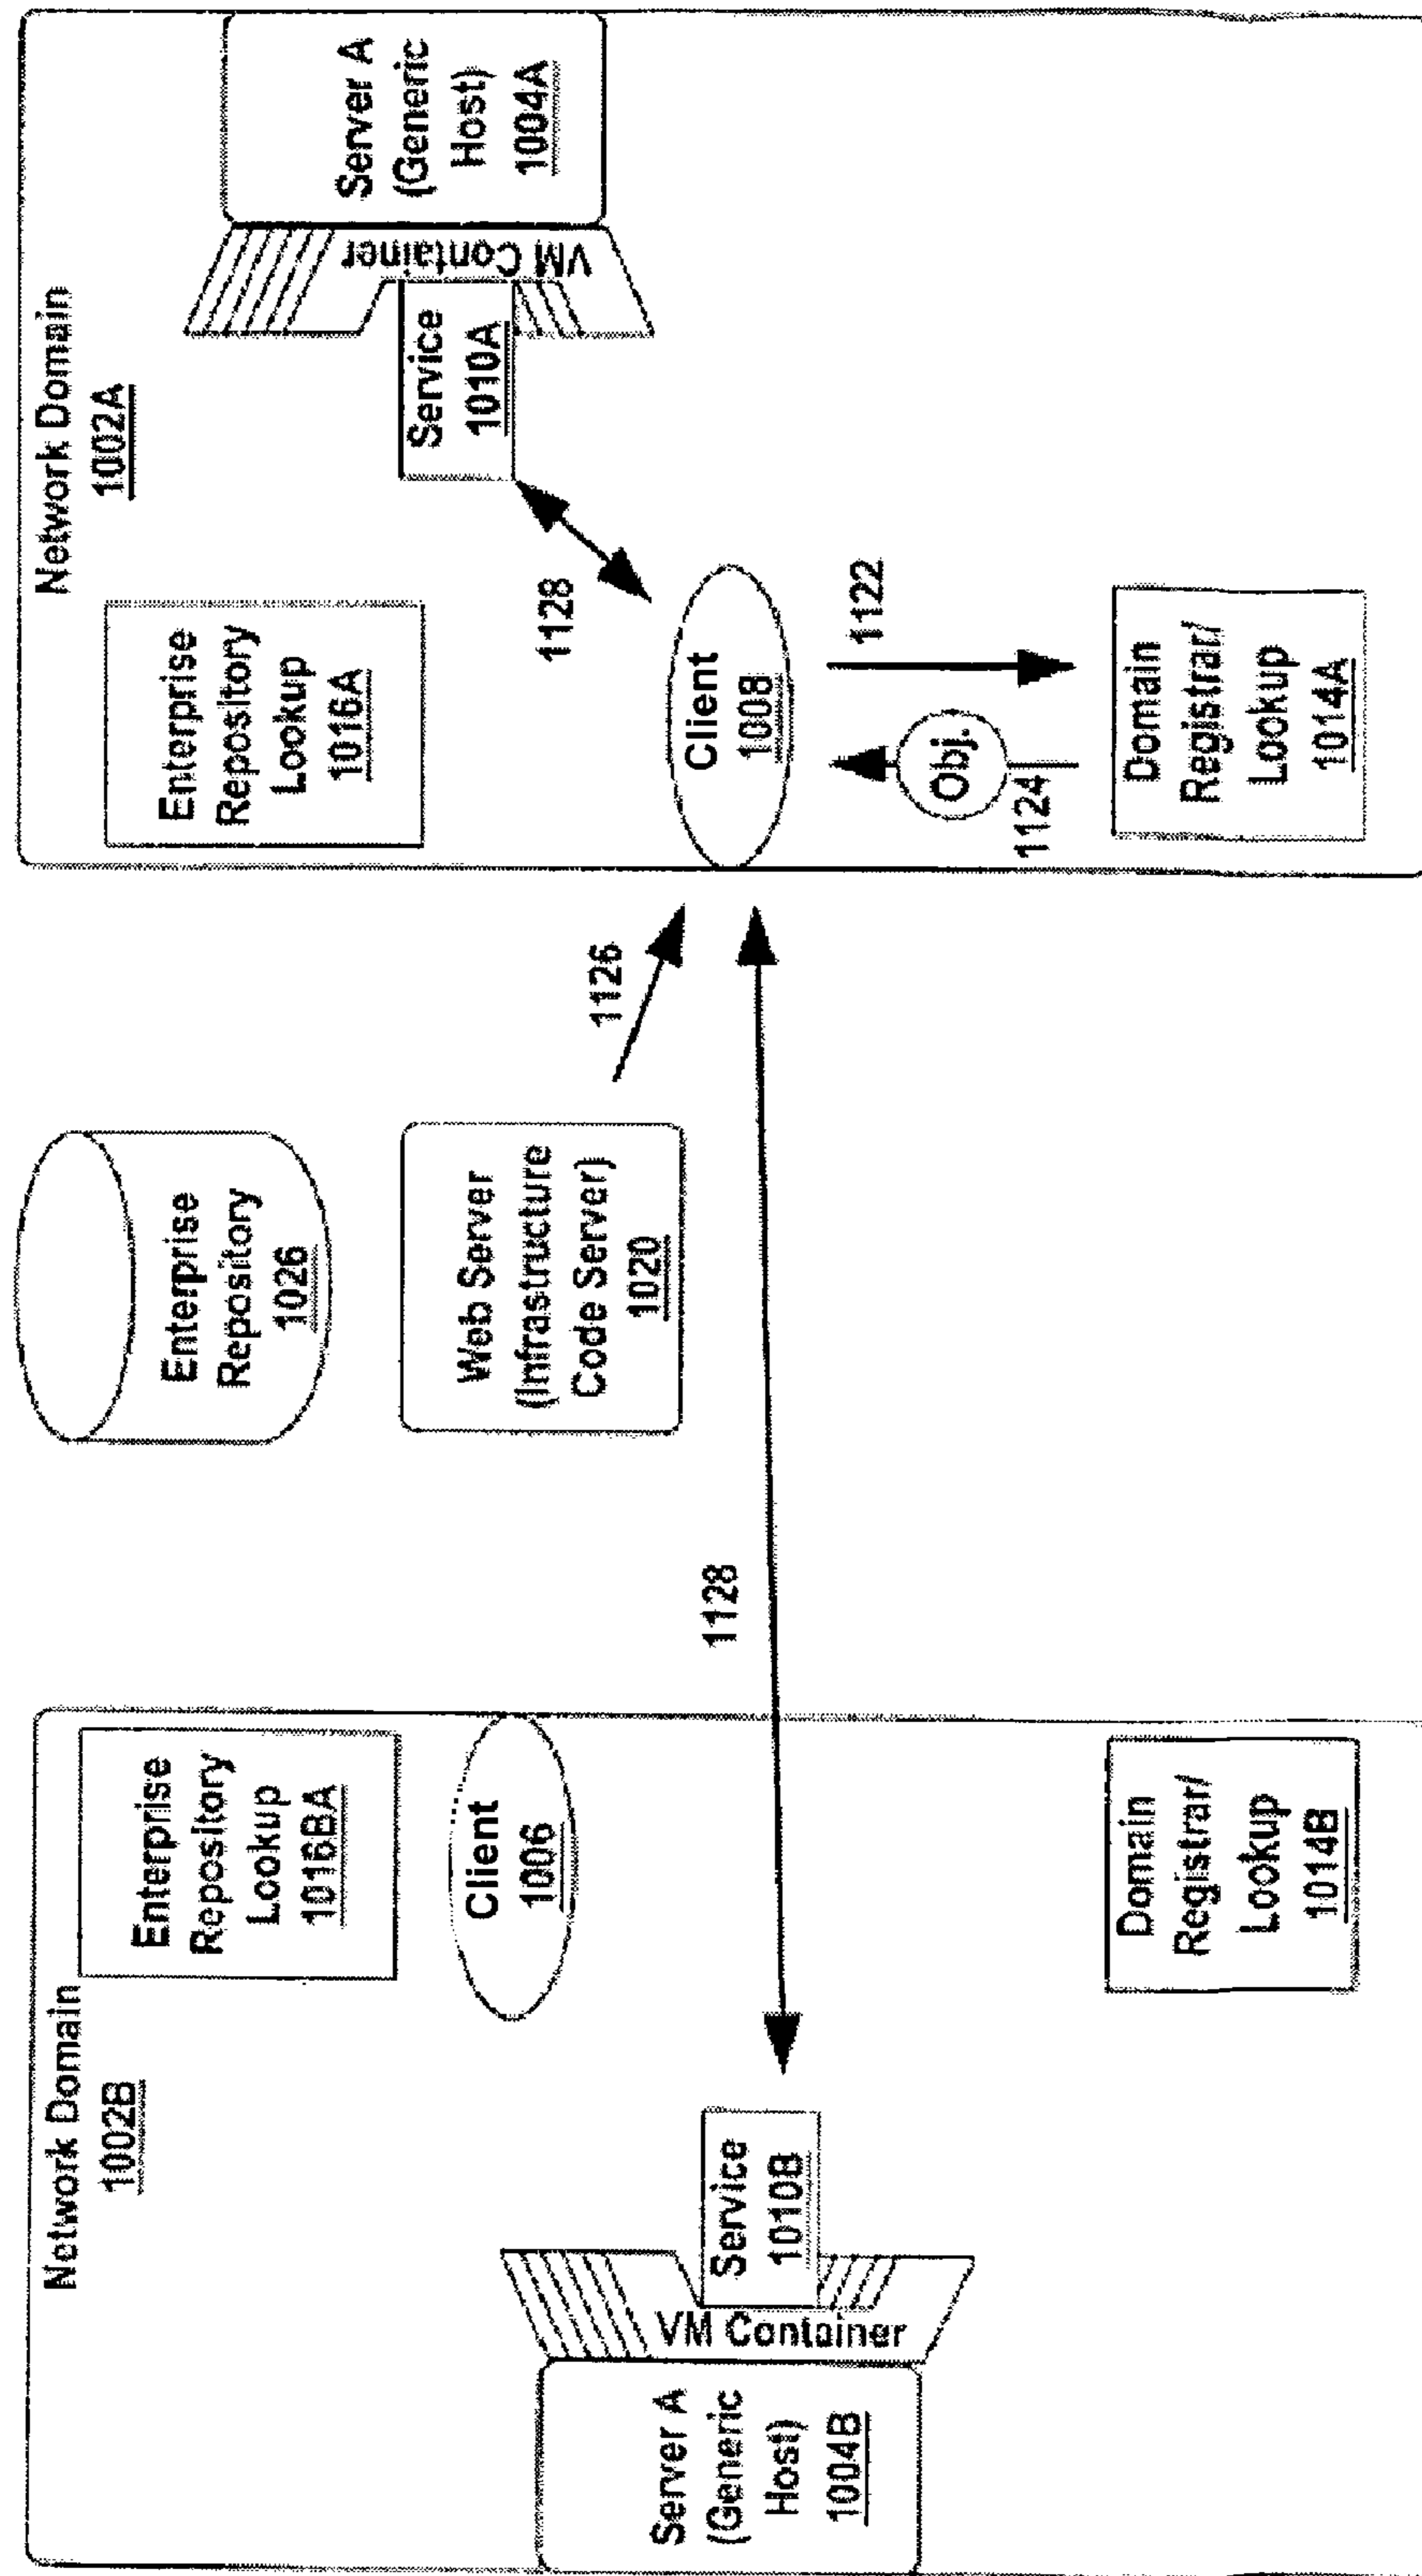 Network Domain
1002B
Enterprise
Repository
Lookup
1016BA
Client
1006
Server A
(Generic
Host)
1004B
VM Container
Service
1010B
Domain
Registrar/
Lookup
1014B
Enterprise
Repository
1026
Web Server
(Infrastructure
Code Server)
1020
1126
1128
Network Domain
1002A
Enterprise
Repository
Lookup
1016A
Server A
(Generic
Host)
1004A
VM Container
Service
1010A
1128
Client
1008
1122
Obj.
1124
Domain
Registrar/
Lookup
1014A